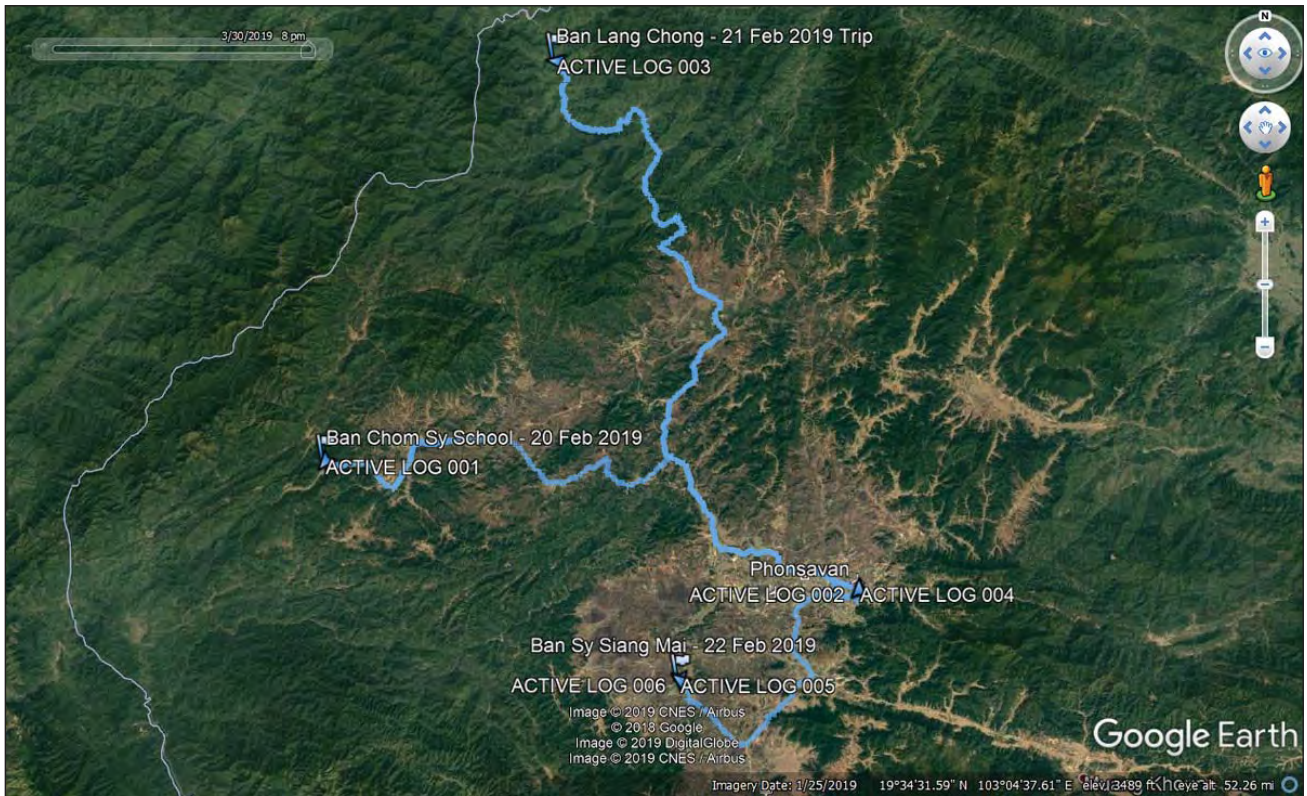 3/30/2019 8 pm
N
Ban Lang Chong - 21 Feb 2019 Trip
ACTIVE LOG 003
Ban Chom Sy School - 20 Feb 2019
ACTIVE LOG 001
Phonsavan
ACTIVE LOG 002
ACTIVE LOG 004
Ban Sy Siang Mai - 22 Feb 2019
ACTIVE LOG 006
ACTIVE LOG 005
Image © 2019 CNES / Airbus
© 2018 Google
Image © 2019 DigitalGlobe
Image © 2019 CNES / Airbus
Google Earth
Imagery Date: 1/25/2019 19°34'31.59" N 103°04'37.61" E elev 3489 ft eye alt 52.26 mi